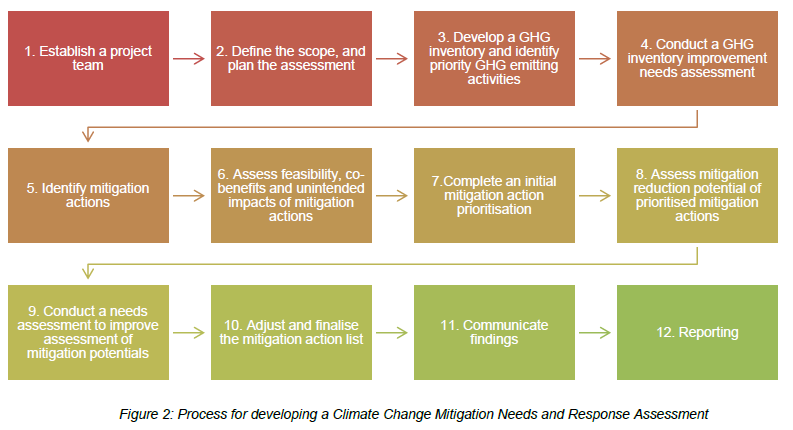 1. Establish a project
team
2. Define the scope, and
plan the assessment
3. Develop a GHG
inventory and identify
priority GHG emitting
activities
4. Conduct a GHG
inventory improvement
needs assessment
5. Identify mitigation
actions
6. Assess feasibility, co-
benefits and unintended
impacts of mitigation
actions
7.Complete an initial
mitigation action
prioritisation
8. Assess mitigation
reduction potential of
prioritised mitigation
actions
9. Conduct a needs
assessment to improve
assessment of
mitigation potentials
10. Adjust and finalise
the mitigation action list
11. Communicate
findings
12. Reporting
Figure 2: Process for developing a Climate Change Mitigation Needs and Response Assessment